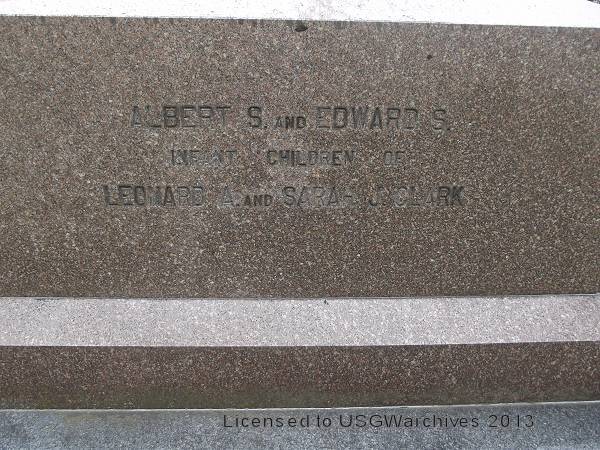 ALBERT S. AND EDWARD S.
INFANT CHILDREN OF
LEONARD A. AND SARAH J. CLARK
Licensed to USGWarchives 2013